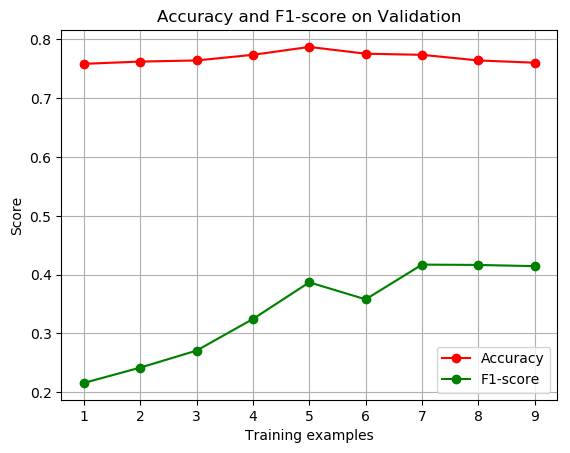 Accuracy and F1-score on Validation
0.8
0.7
0.6
0.5
0.4
0.3
0.2
Score
1 2 3 4 5 6 7 8 9
Training examples
Accuracy
F1-score